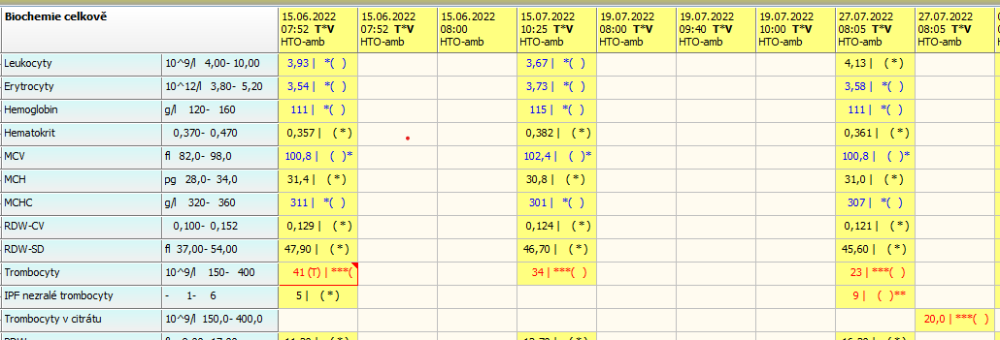 Biochemie celkově 15.06.2022 15.06.2022 15.06.2022 15.07.2022 19.07.2022 19.07.2022 19.07.2022 27.07.2022 27.07.2022
07:52 T*V 07:52 T*V 08:00 10:25 T*V 08:00 T*V 09:40 T*V 10:00 T*V 08:05 T*V 08:05 T*V
HTO-amb HTO-amb HTO-amb HTO-amb HTO-amb HTO-amb HTO-amb HTO-amb HTO-amb
Leukocyty 10^9/l 4,00- 10,00 3,93 | *( ) 3,67 | *( ) 4,13 | (*)
Erytrocyty 10^12/l 3,80- 5,20 3,54 | *( ) 3,73 | *( ) 3,58 | *( )
Hemoglobin g/l 120- 160 111 | *( ) 115 | *( ) 111 | *( )
Hematokrit 0,370- 0,470 0,357 | (*) 0,382 | (*) 0,361 | (*)
MCV fl 82,0- 98,0 100,8 | ( )* 102,4 | ( )* 100,8 | ( )*
MCH pg 28,0- 34,0 31,4 | (*) 30,8 | (*) 31,0 | (*)
MCHC g/l 320- 360 311 | *( ) 301 | *( ) 307 | *( )
RDW-CV 0,100- 0,152 0,129 | (*) 0,124 | (*) 0,121 | (*)
RDW-SD fl 37,00- 54,00 47,90 | (*) 46,70 | (*) 45,60 | (*)
Trombocyty 10^9/l 150- 400 41 (T) | ***( 34 | ***( ) 23 | ***( )
IPF nezralé trombocyty - 1- 6 5 | (*) 9 | ( )**
Trombocyty v citrátu 10^9/l 150,0- 400,0 20,0 | ***( )